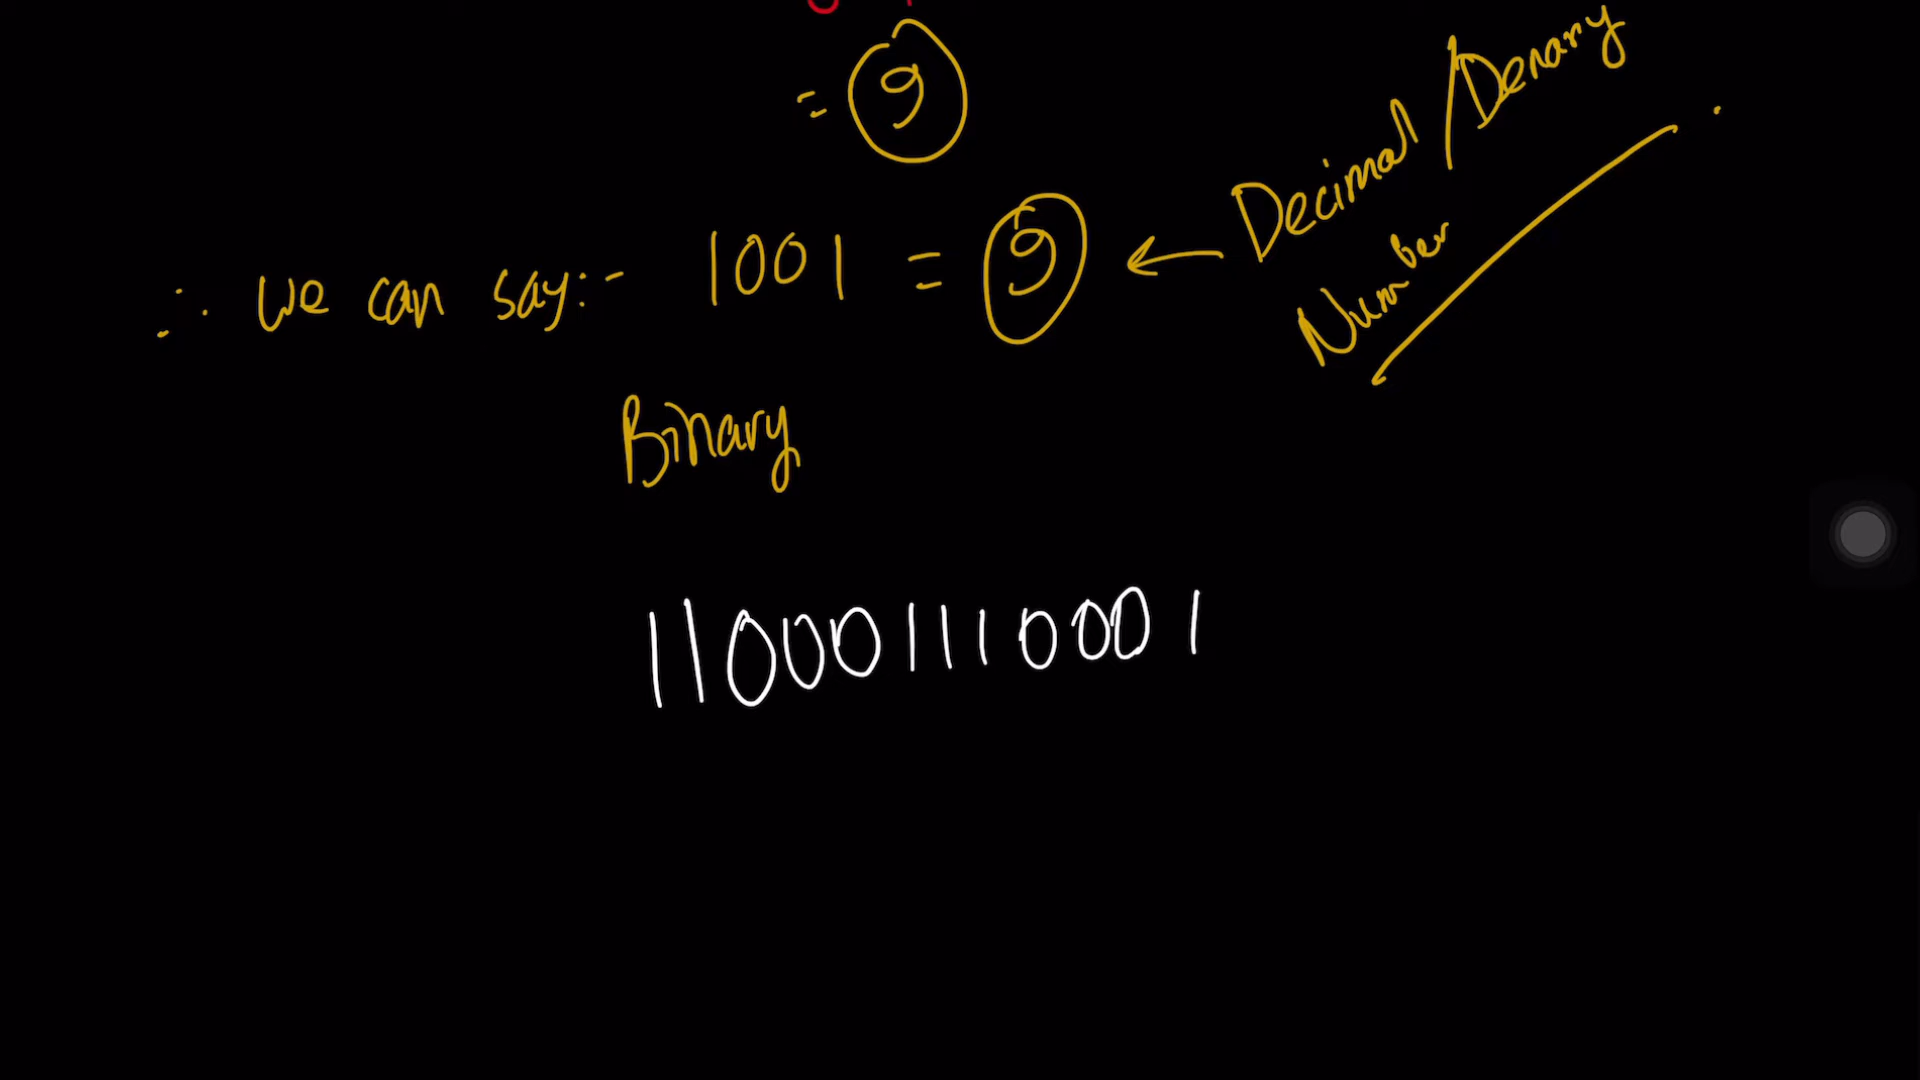 = 9
∴ We can say:- 1001 = 9 ← Decimal/Denary
Number
Binary
110001110001